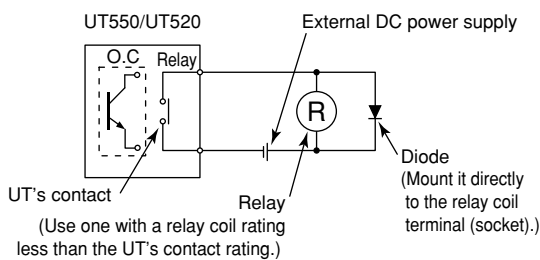 UT550/UT520
External DC power supply
O.C
Relay
R
UT's contact
Relay
(Use one with a relay coil rating
less than the UT's contact rating.)
Diode
(Mount it directly
to the relay coil
terminal (socket).)